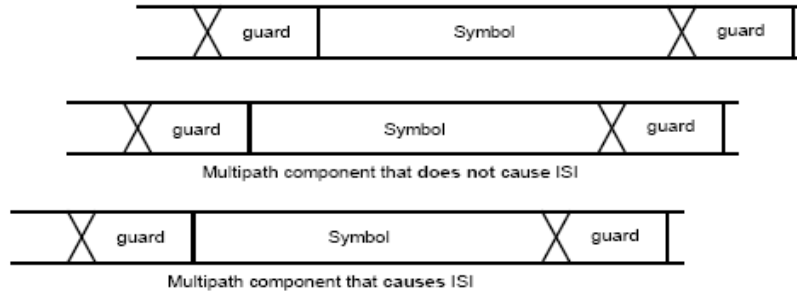 guard Symbol guard
guard Symbol guard
Multipath component that does not cause ISI
guard Symbol guard
Multipath component that causes ISI